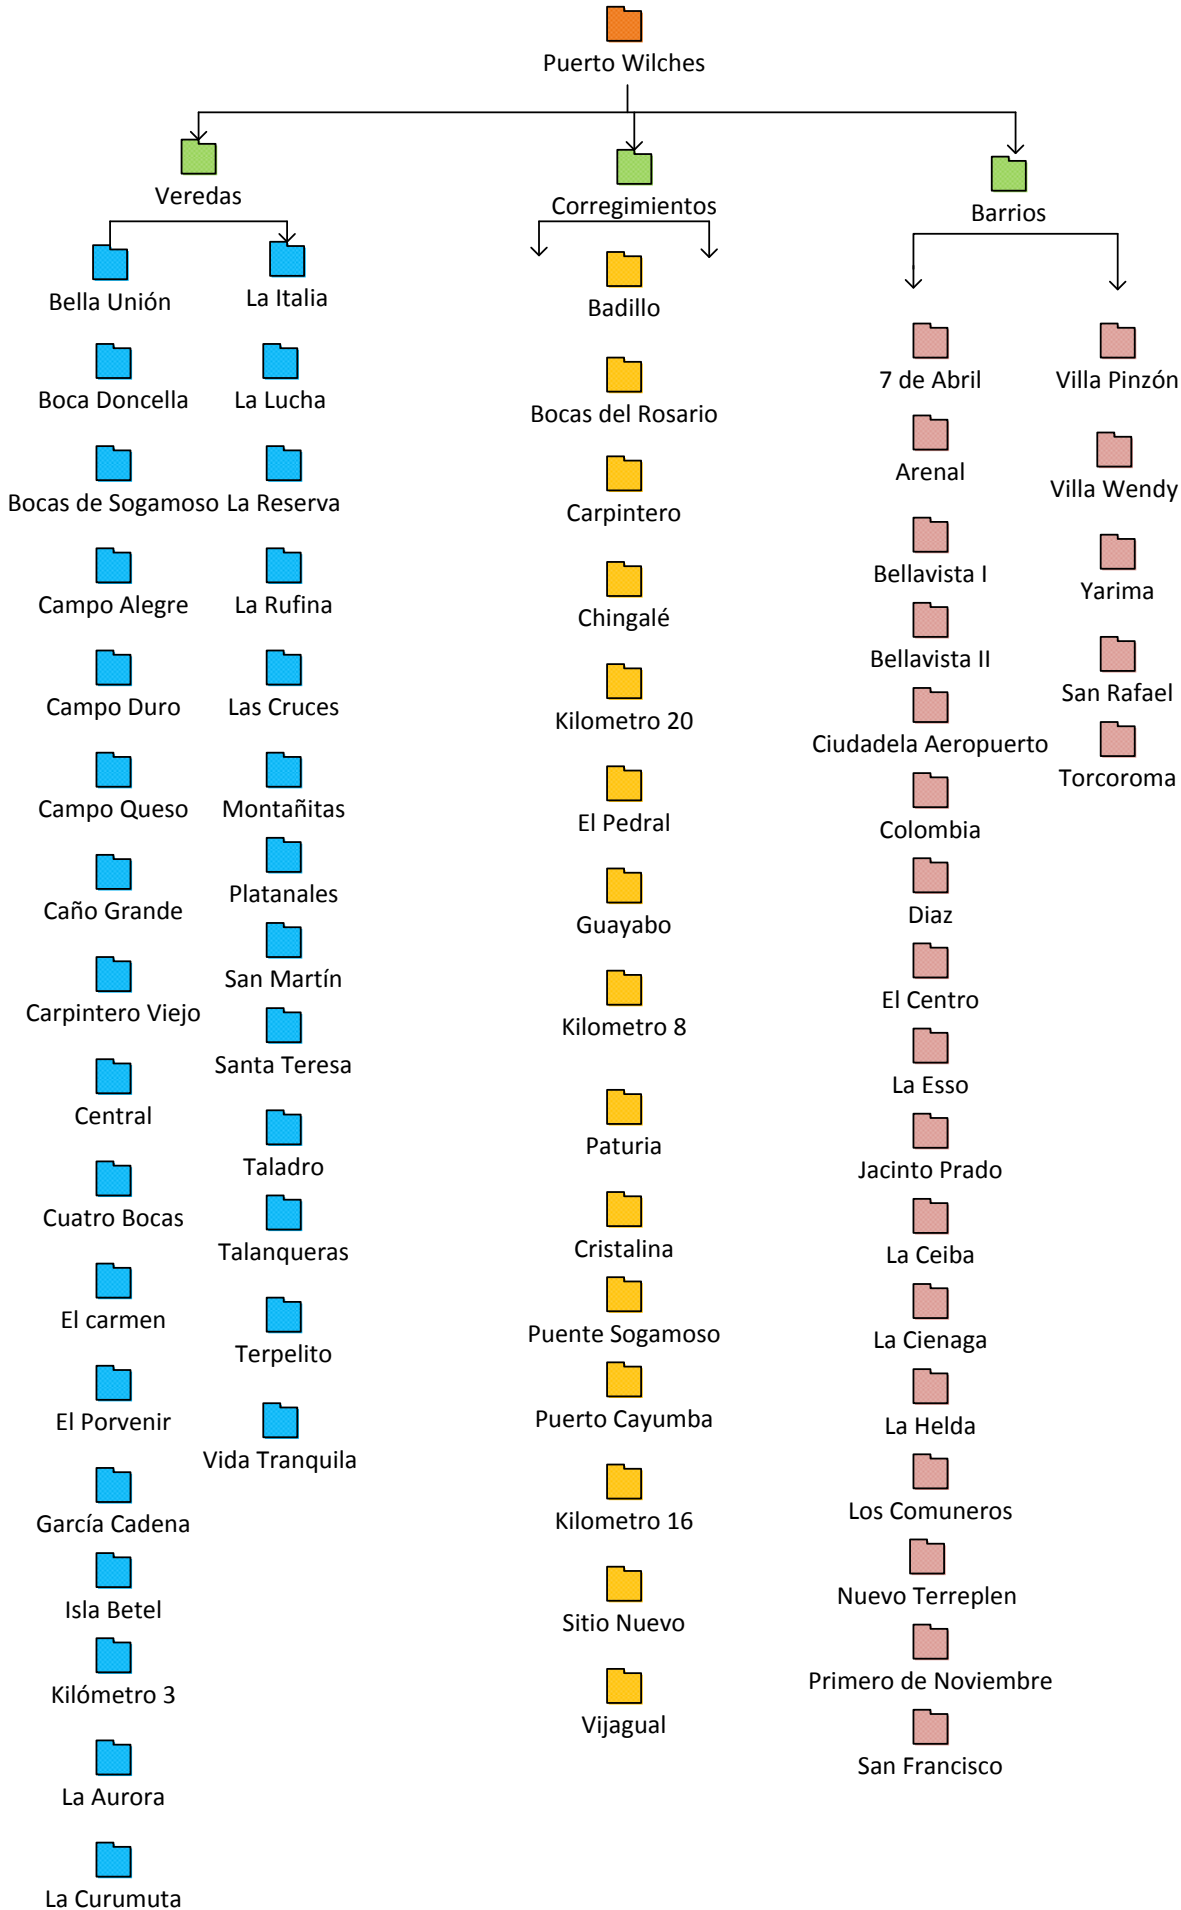 Puerto Wilches
Veredas
Corregimientos
Barrios
Bella Unión
Boca Doncella
Bocas de Sogamoso
Campo Alegre
Campo Duro
Campo Queso
Caño Grande
Carpintero Viejo
Central
Cuatro Bocas
El carmen
El Porvenir
García Cadena
Isla Betel
Kilómetro 3
La Aurora
La Curumuta
La Italia
La Lucha
La Reserva
La Rufina
Las Cruces
Montañitas
Platanales
San Martín
Santa Teresa
Taladro
Talanqueras
Terpelito
Vida Tranquila
Badillo
Bocas del Rosario
Carpintero
Chingalé
Kilometro 20
El Pedral
Guayabo
Kilometro 8
Paturia
Cristalina
Puente Sogamoso
Puerto Cayumba
Kilometro 16
Sitio Nuevo
Vijagual
7 de Abril
Arenal
Bellavista I
Bellavista II
Ciudadela Aeropuerto
Colombia
Diaz
El Centro
La Esso
Jacinto Prado
La Ceiba
La Cienaga
La Helda
Los Comuneros
Nuevo Terreplen
Primero de Noviembre
San Francisco
Villa Pinzón
Villa Wendy
Yarima
San Rafael
Torcoroma